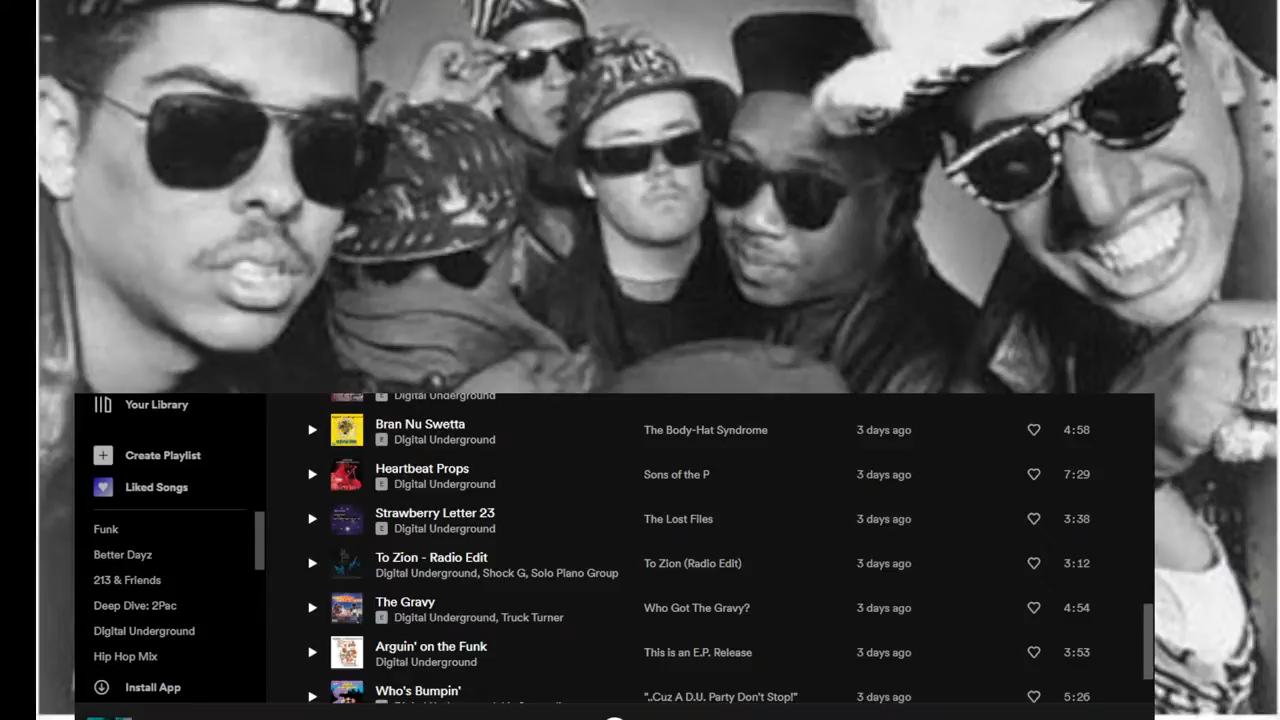 Your Library
Create Playlist
Liked Songs
Funk
Better Dayz
213 & Friends
Deep Dive: 2Pac
Digital Underground
Hip Hop Mix
Install App
E Digital Underground
Bran Nu Swetta
E Digital Underground
The Body-Hat Syndrome
3 days ago
4:58
Heartbeat Props
E Digital Underground
Sons of the P
3 days ago
7:29
Strawberry Letter 23
E Digital Underground
The Lost Files
3 days ago
3:38
To Zion - Radio Edit
Digital Underground, Shock G, Solo Piano Group
To Zion (Radio Edit)
3 days ago
3:12
The Gravy
E Digital Underground, Truck Turner
Who Got The Gravy?
3 days ago
4:54
Arguin' on the Funk
Digital Underground
This is an E.P. Release
3 days ago
3:53
Who's Bumpin'
"..Cuz A D.U. Party Don't Stop!"
3 days ago
5:26